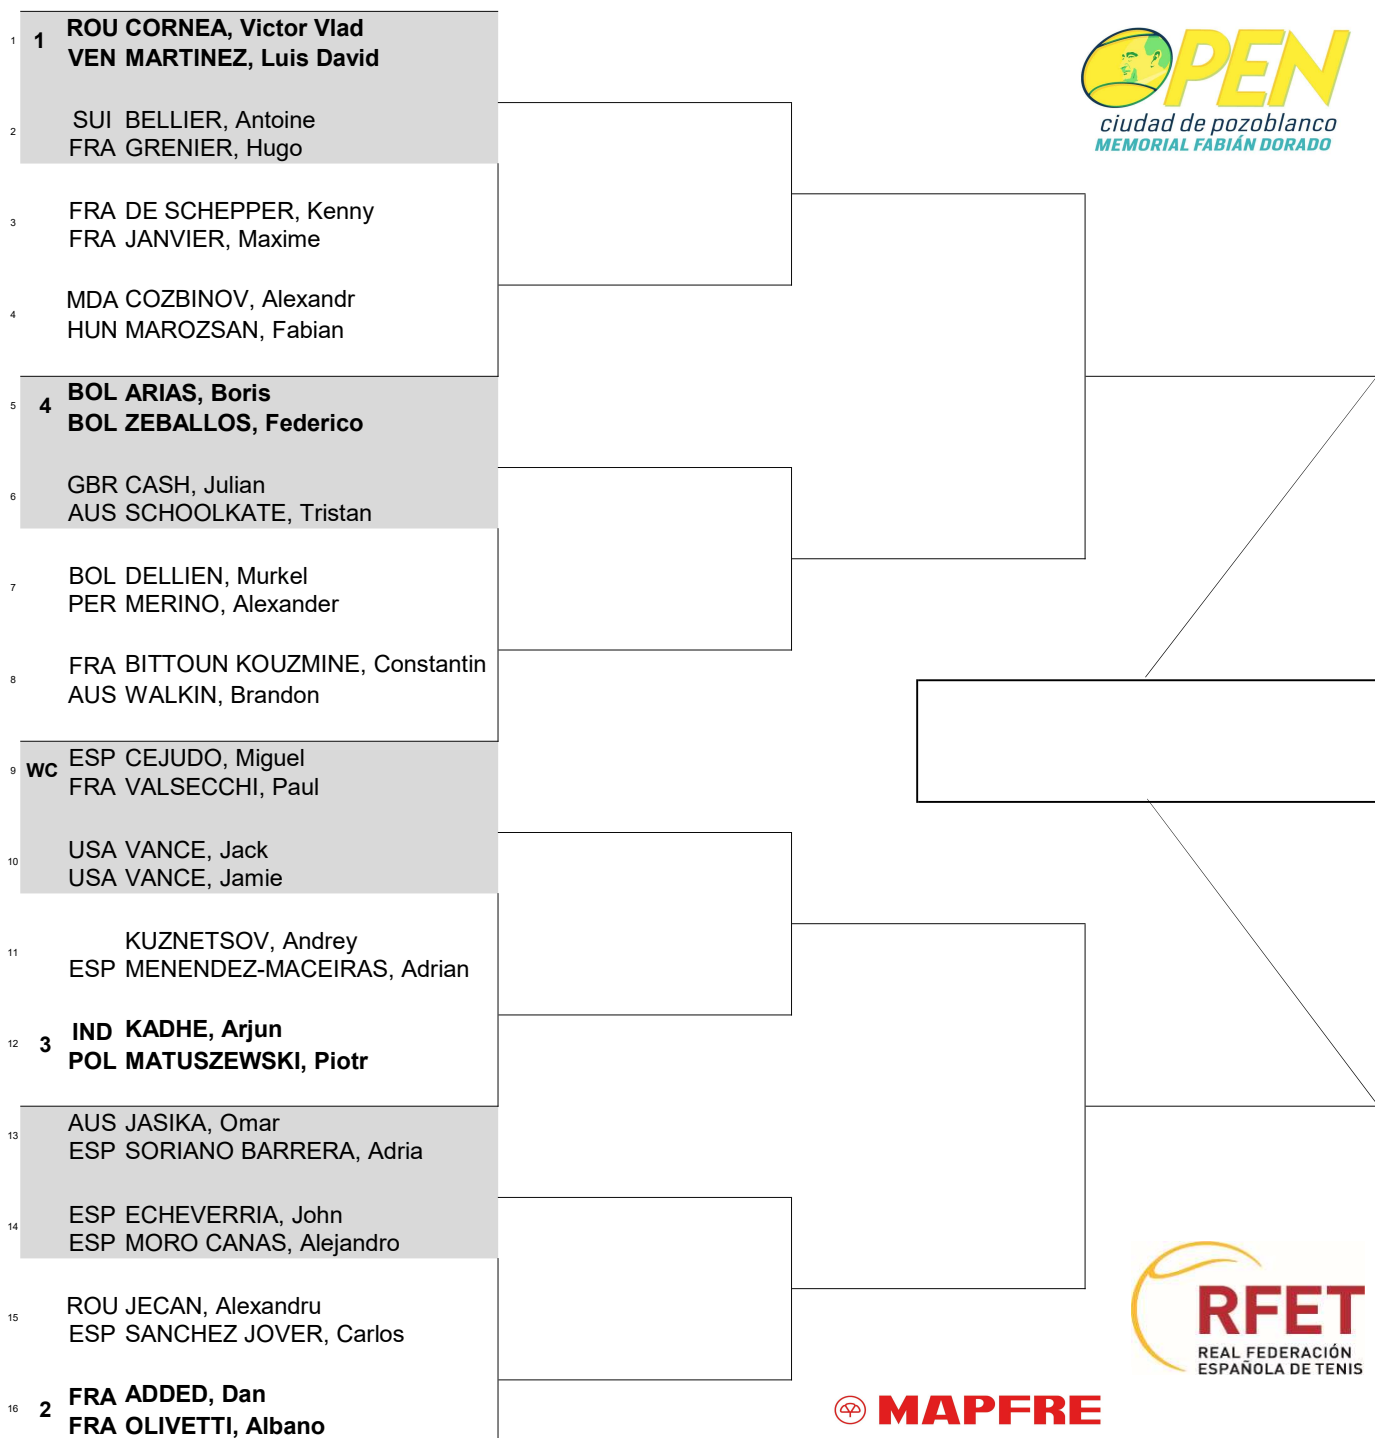 1 1 ROU CORNEA, Victor Vlad
VEN MARTINEZ, Luis David
2 SUI BELLIER, Antoine
FRA GRENIER, Hugo
3 FRA DE SCHEPPER, Kenny
FRA JANVIER, Maxime
4 MDA COZBINOV, Alexandr
HUN MAROZSAN, Fabian
5 4 BOL ARIAS, Boris
BOL ZEBALLOS, Federico
6 GBR CASH, Julian
AUS SCHOOLKATE, Tristan
7 BOL DELLIEN, Murkel
PER MERINO, Alexander
8 FRA BITTOUN KOUZMINE, Constantin
AUS WALKIN, Brandon
9 WC ESP CEJUDO, Miguel
FRA VALSECCHI, Paul
10 USA VANCE, Jack
USA VANCE, Jamie
11 KUZNETSOV, Andrey
ESP MENENDEZ-MACEIRAS, Adrian
12 3 IND KADHE, Arjun
POL MATUSZEWSKI, Piotr
13 AUS JASIKA, Omar
ESP SORIANO BARRERA, Adria
14 ESP ECHEVERRIA, John
ESP MORO CANAS, Alejandro
15 ROU JECAN, Alexandru
ESP SANCHEZ JOVER, Carlos
16 2 FRA ADDED, Dan
FRA OLIVETTI, Albano
OPEN
ciudad de pozoblanco
MEMORIAL FABIÁN DORADO
RFET
REAL FEDERACIÓN
ESPAÑOLA DE TENIS
MAPFRE